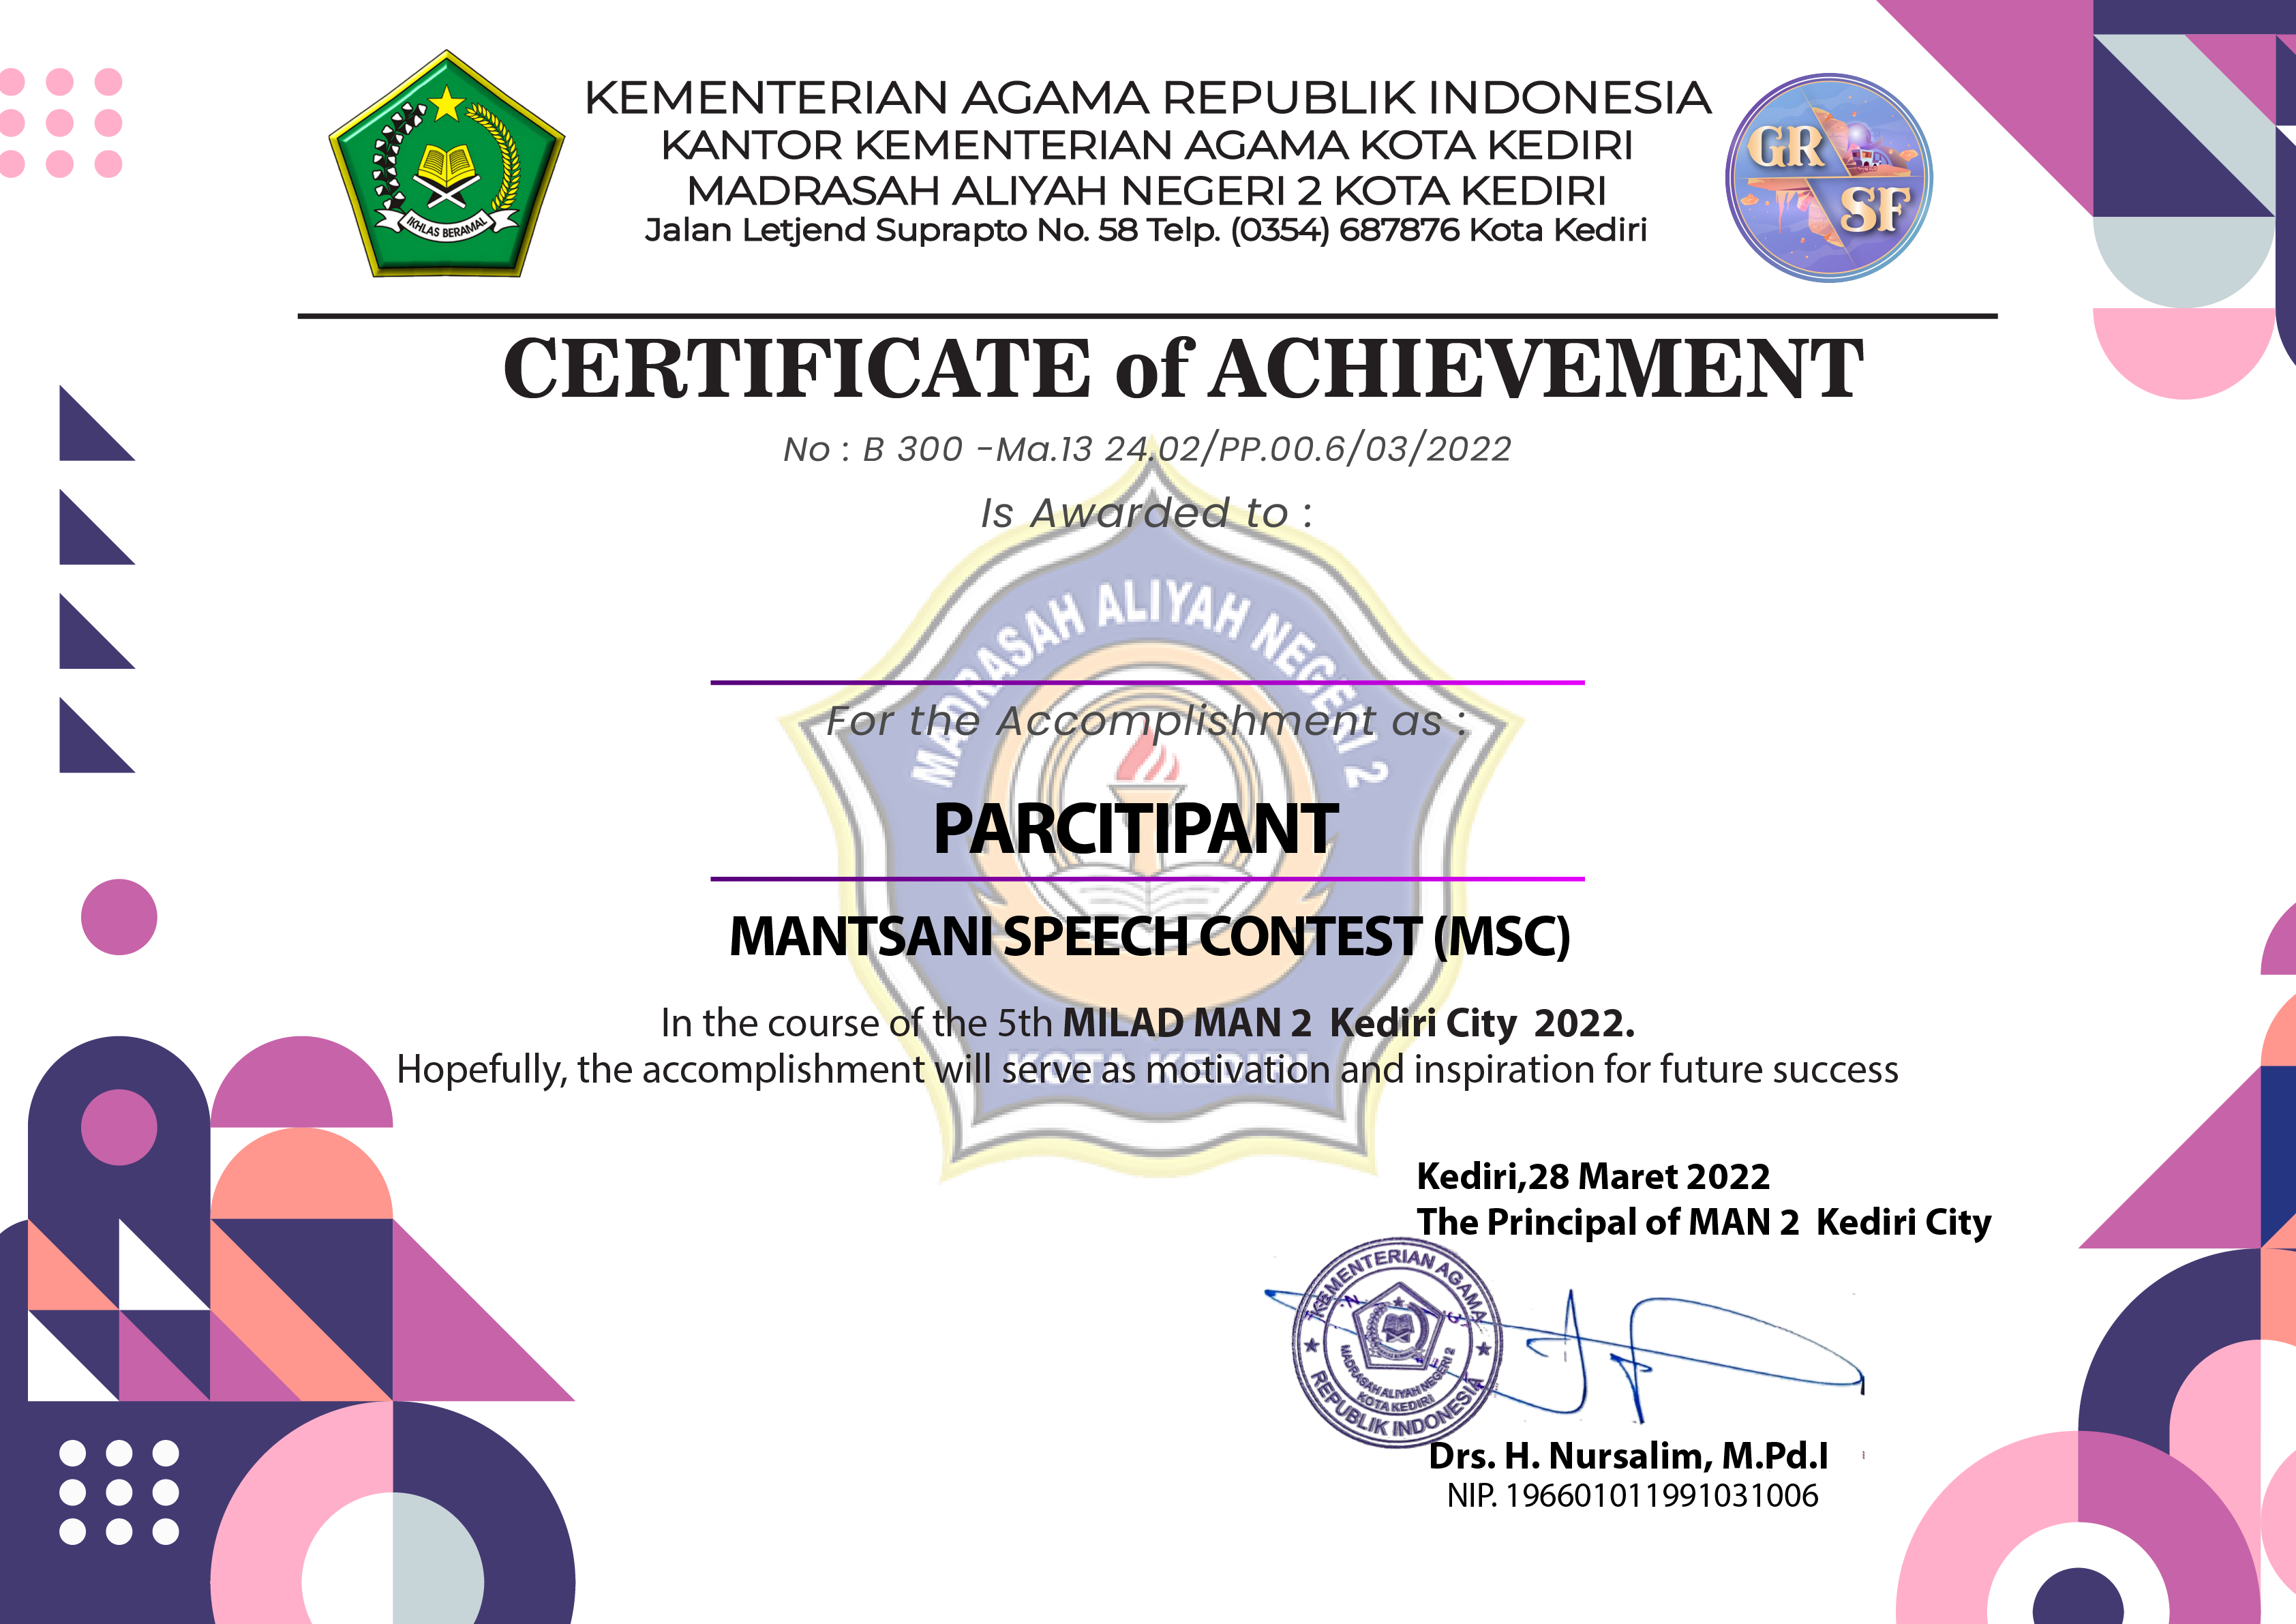 KEMENTERIAN AGAMA REPUBLIK INDONESIA
KANTOR KEMENTERIAN AGAMA KOTA KEDIRI
MADRASAH ALIYAH NEGERI 2 KOTA KEDIRI
Jalan Letjend Suprapto No. 58 Telp. (0354) 687876 Kota Kediri
IKHLAS BERAMAL
GR
SF
CERTIFICATE of ACHIEVEMENT
No : B 300 -Ma.13 24.02/PP.00.6/03/2022
Is Awarded to :
MADRASAH ALIYAH NEGERI 2
For the Accomplishment as :
PARCITIPANT
MANTSANI SPEECH CONTEST (MSC)
In the course of the 5th MILAD MAN 2 Kediri City 2022.
KOTA KEDIRI
Hopefully, the accomplishment will serve as motivation and inspiration for future success
Kediri,28 Maret 2022
The Principal of MAN 2 Kediri City
KEMENTERIAN AGAMA
MADRASAH ALIYAH NEGERI 2
KOTA KEDIRI
REPUBLIK INDONESIA
Drs. H. Nursalim, M.Pd.I
NIP. 196601011991031006